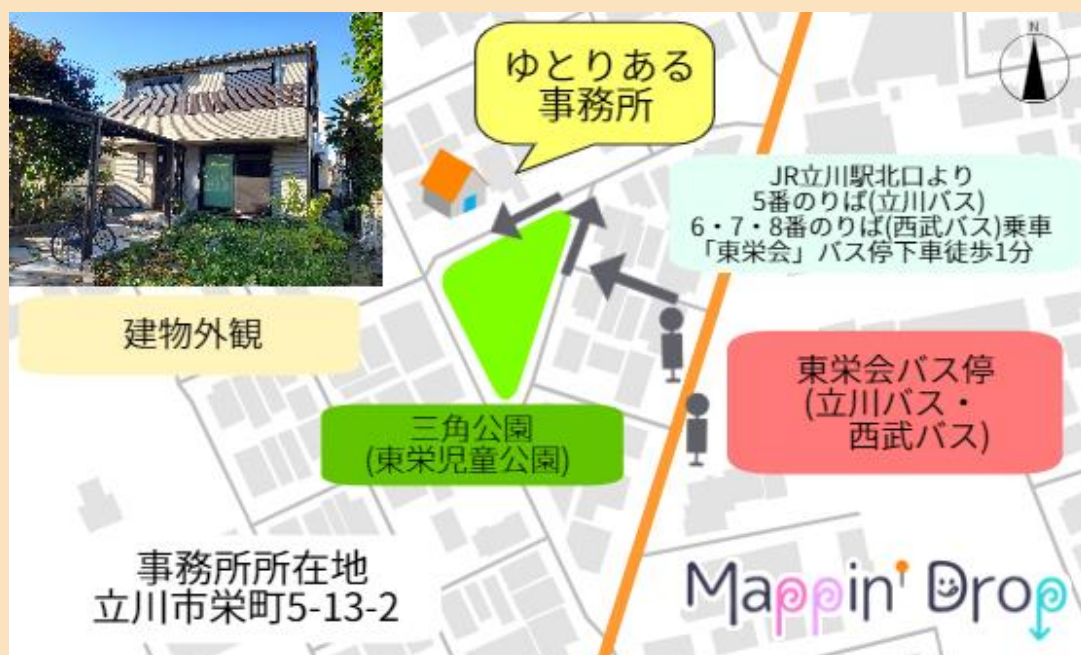 ゆとりある
事務所
N
JR立川駅北口より
5番のりば(立川バス)
6・7・8番のりば(西武バス)乗車
「東栄会」バス停下車徒歩1分
建物外観
東栄会バス停
(立川バス・
西武バス)
三角公園
(東栄児童公園)
事務所所在地
立川市栄町5-13-2
Mappin' Drop